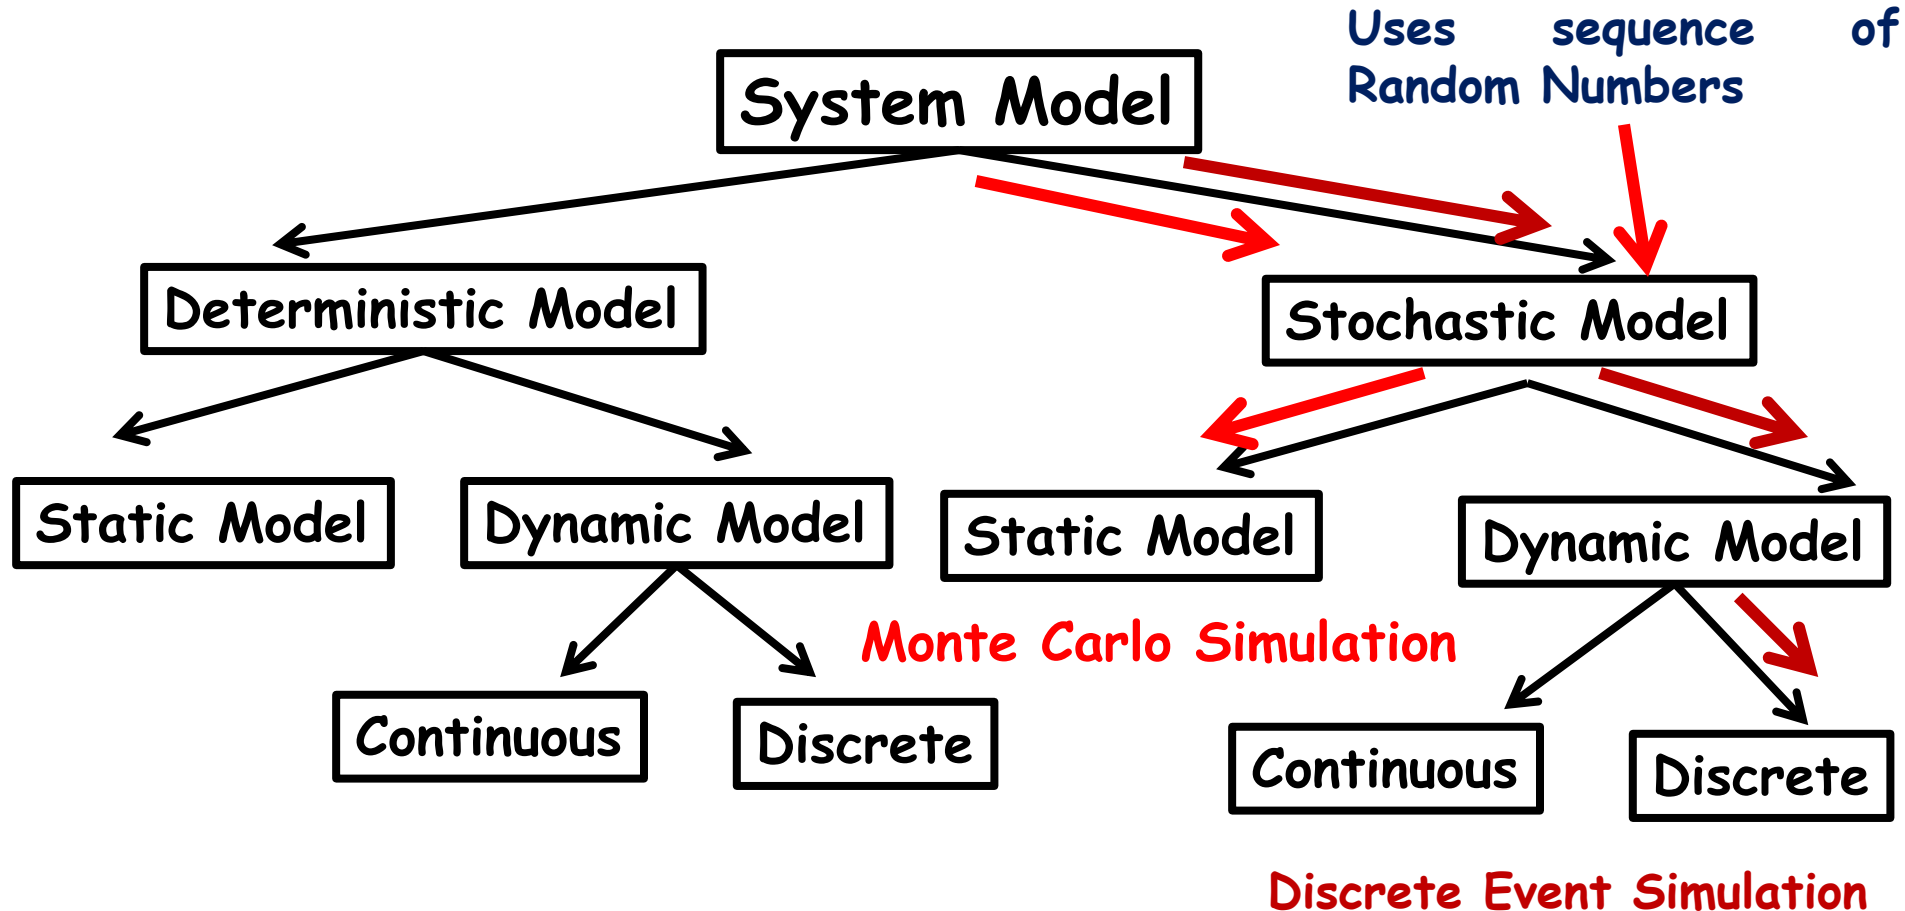 Uses sequence of
Random Numbers
System Model
Deterministic Model
Stochastic Model
Static Model
Dynamic Model
Static Model
Dynamic Model
Monte Carlo Simulation
Continuous
Discrete
Continuous
Discrete
Discrete Event Simulation